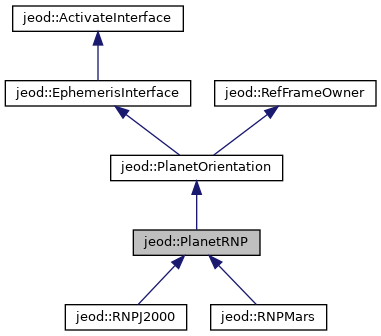 jeod::ActivateInterface
jeod::EphemerisInterface
jeod::RefFrameOwner
jeod::PlanetOrientation
jeod::PlanetRNP
jeod::RNPJ2000
jeod::RNPMars